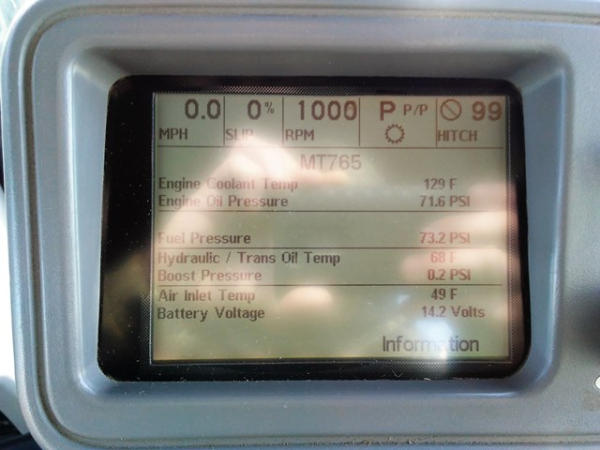 0.0 0% 1000 P P/P 99
MPH SLIP RPM HITCH
MT765
Engine Coolant Temp 129 F
Engine Oil Pressure 71.6 PSI
Fuel Pressure 73.2 PSI
Hydraulic / Trans Oil Temp 68 F
Boost Pressure 0.2 PSI
Air Inlet Temp 49 F
Battery Voltage 14.2 Volts
Information